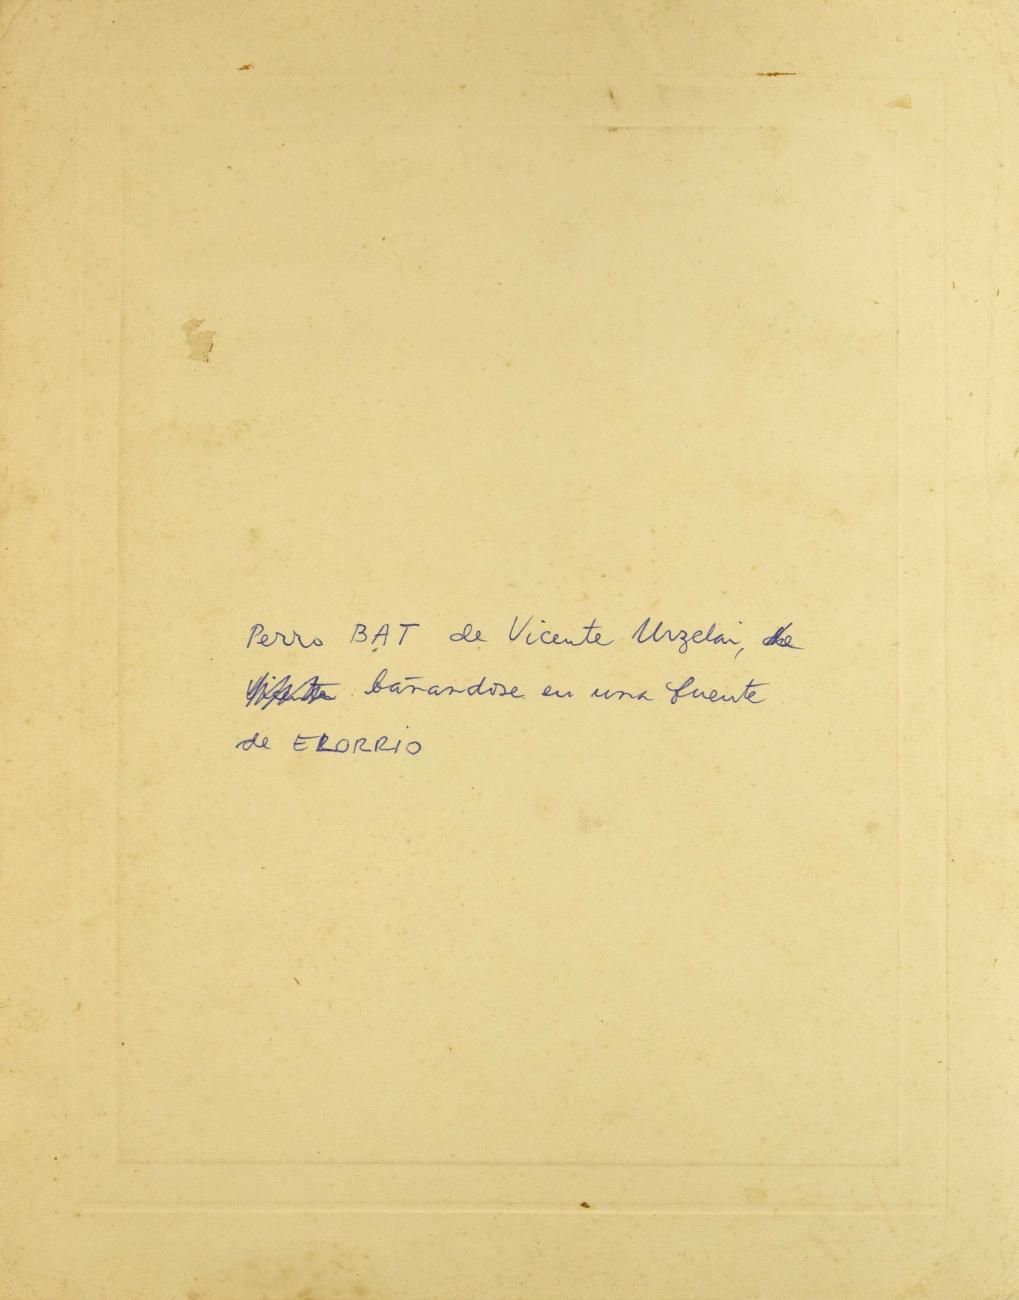 Perro BAT de Vicente Urzelai, de
bañandose en una fuente
de ELORRIO